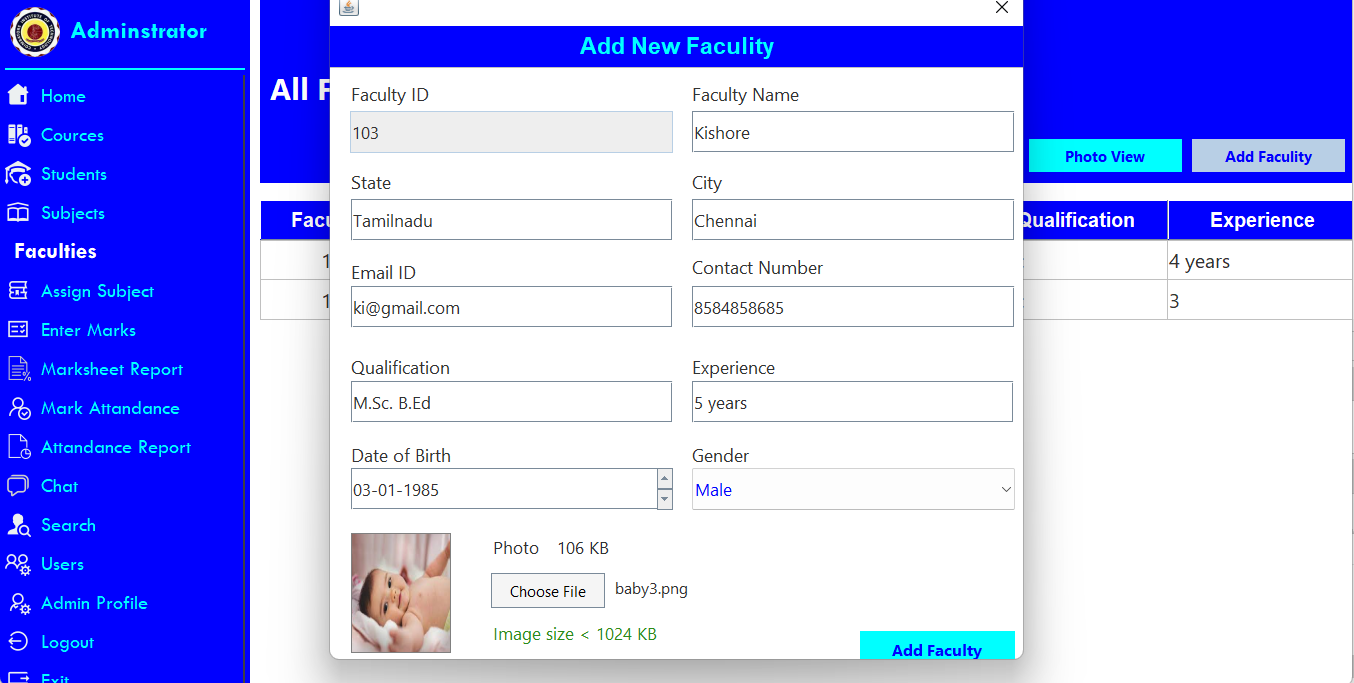 Adminstrator
Home
Cources
Students
Subjects
Faculties
Assign Subject
Enter Marks
Marksheet Report
Mark Attandance
Attandance Report
Chat
Search
Users
Admin Profile
Logout
Exit
All F
Photo View
Add Faculity
Facu
Qualification
Experience
1
4 years
1
3
Add New Faculity
Faculty ID
Faculty Name
103
Kishore
State
City
Tamilnadu
Chennai
Email ID
Contact Number
ki@gmail.com
8584858685
Qualification
Experience
M.Sc. B.Ed
5 years
Date of Birth
Gender
03-01-1985
Male
Photo 106 KB
Choose File baby3.png
Image size < 1024 KB
Add Faculty